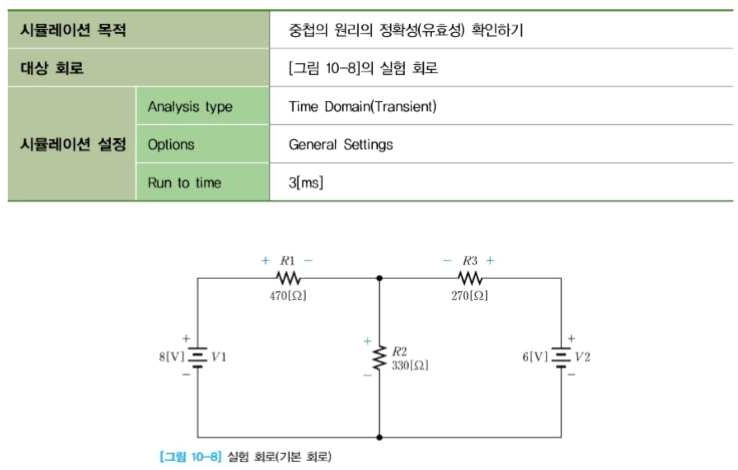 시뮬레이션 목적 중첩의 원리의 정확성(유효성) 확인하기
대상 회로 [그림 10-8]의 실험 회로
시뮬레이션 설정 Analysis type Time Domain(Transient)
Options General Settings
Run to time 3[ms]
+ R1 − − R3 +
470[Ω] 270[Ω]
+ + +
8[V] V1 R2 6[V] V2
330[Ω]
− − −
[그림 10-8] 실험 회로(기본 회로)